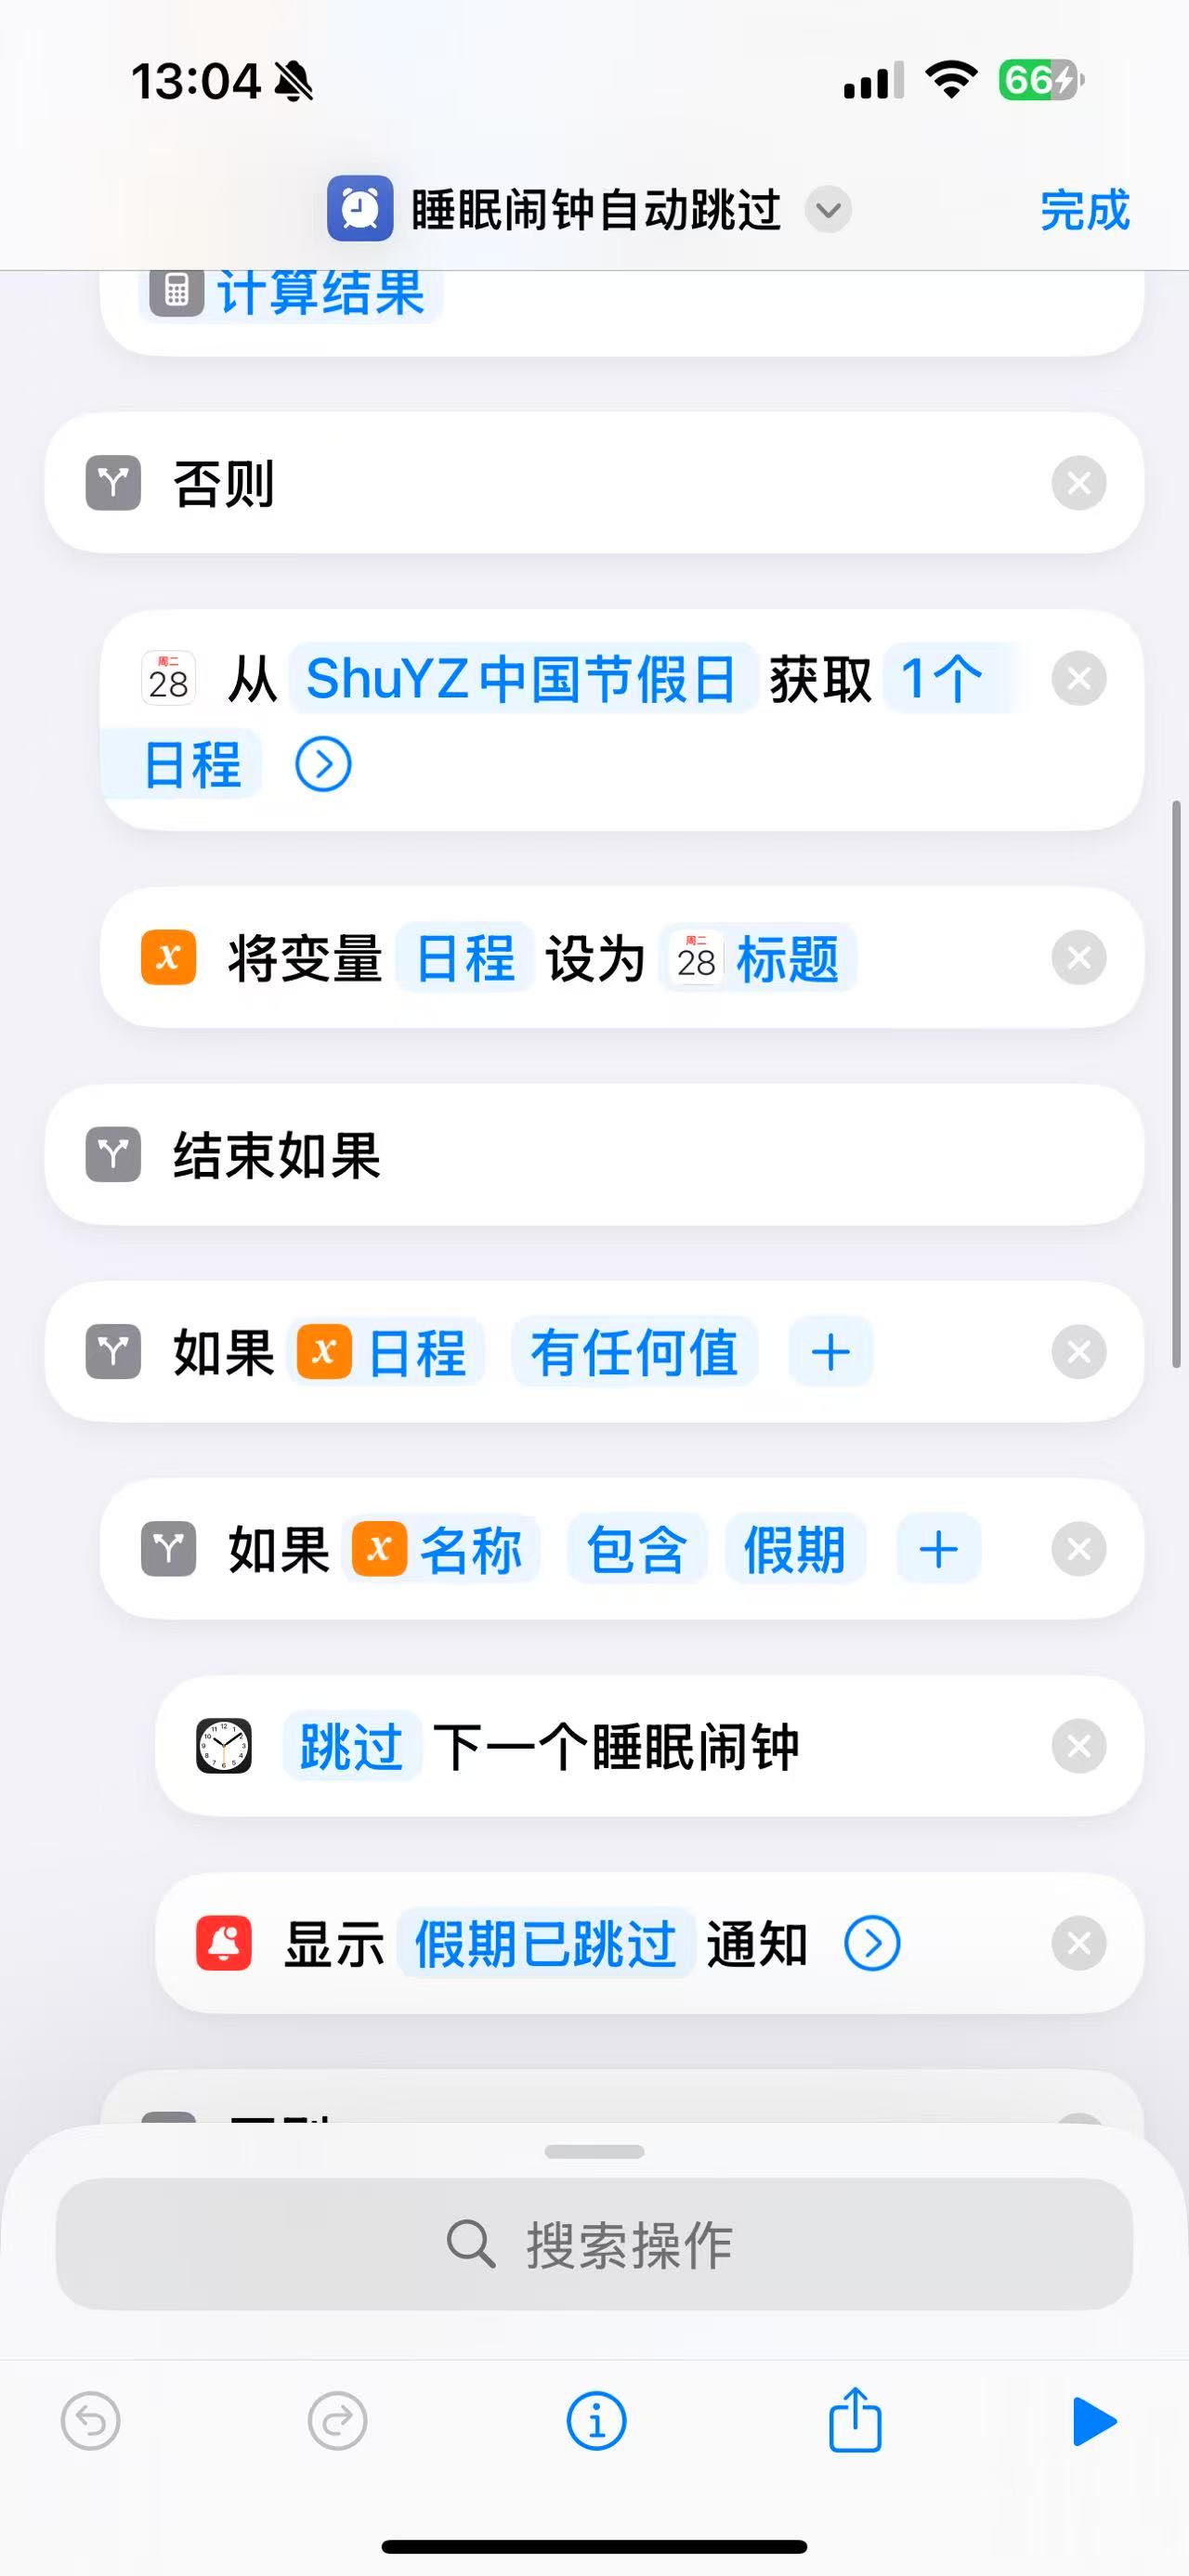 13:04
66
睡眠闹钟自动跳过
完成
计算结果
否则
周二
28 从 ShuYZ中国节假日 获取 1个
日程
x 将变量 日程 设为 周二 28 标题
结束如果
如果 x 日程 有任何值 +
如果 x 名称 包含 假期 +
跳过 下一个睡眠闹钟
显示 假期已跳过 通知
搜索操作